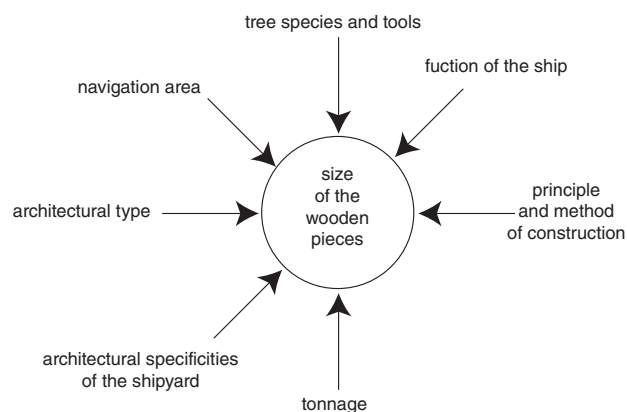 tree species and tools
fuction of the ship
navigation area
size
of the
wooden
pieces
architectural type
principle
and method
of construction
architectural specificities
of the shipyard
tonnage